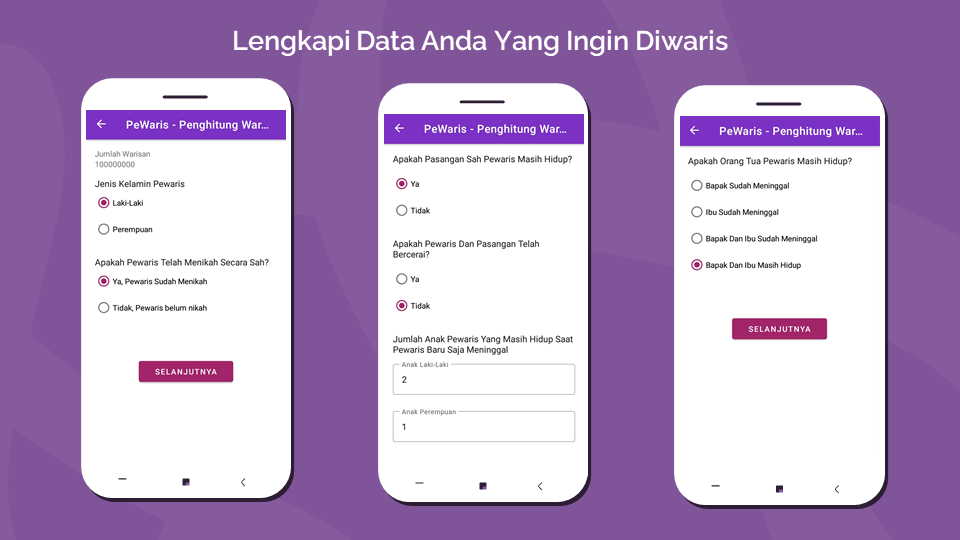 Lengkapi Data Anda Yang Ingin Diwaris
PeWaris - Penghitung War...
Jumlah Warisan
100000000
Jenis Kelamin Pewaris
Laki-Laki
Perempuan
Apakah Pewaris Telah Menikah Secara Sah?
Ya, Pewaris Sudah Menikah
Tidak, Pewaris belum nikah
SELANJUTNYA
PeWaris - Penghitung War...
Apakah Pasangan Sah Pewaris Masih Hidup?
Ya
Tidak
Apakah Pewaris Dan Pasangan Telah
Bercerai?
Ya
Tidak
Jumlah Anak Pewaris Yang Masih Hidup Saat
Pewaris Baru Saja Meninggal
Anak Laki-Laki
2
Anak Perempuan
1
PeWaris - Penghitung War...
Apakah Orang Tua Pewaris Masih Hidup?
Bapak Sudah Meninggal
Ibu Sudah Meninggal
Bapak Dan Ibu Sudah Meninggal
Bapak Dan Ibu Masih Hidup
SELANJUTNYA